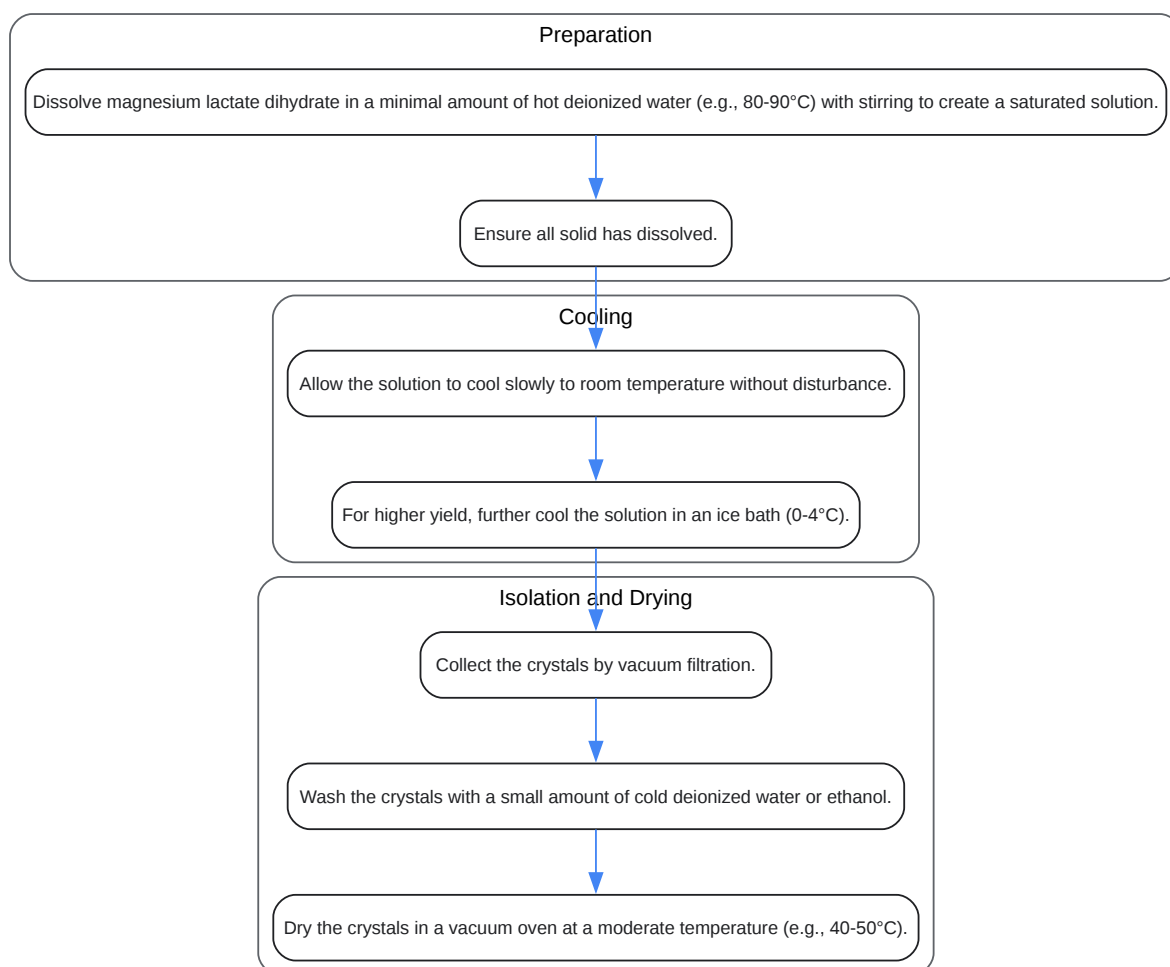 Preparation
Dissolve magnesium lactate dihydrate in a minimal amount of hot deionized water (e.g., 80-90°C) with stirring to create a saturated solution.
Ensure all solid has dissolved.
Cooling
Allow the solution to cool slowly to room temperature without disturbance.
For higher yield, further cool the solution in an ice bath (0-4°C).
Isolation and Drying
Collect the crystals by vacuum filtration.
Wash the crystals with a small amount of cold deionized water or ethanol.
Dry the crystals in a vacuum oven at a moderate temperature (e.g., 40-50°C).